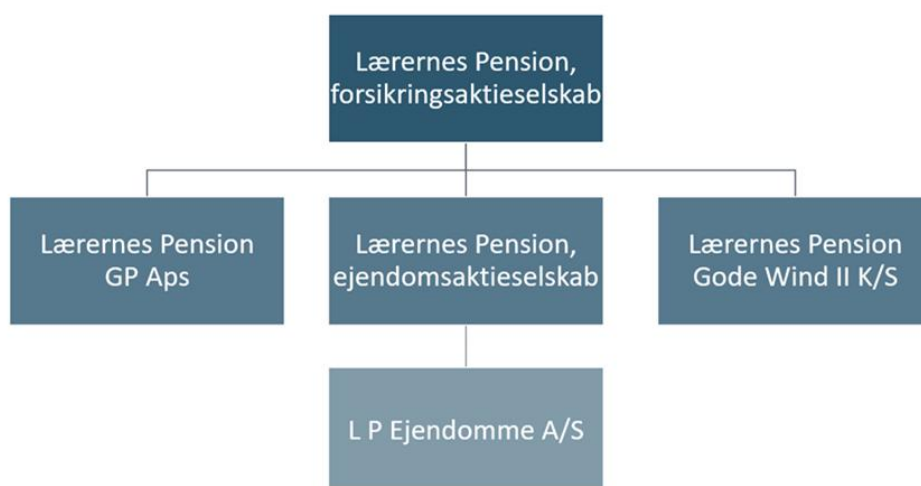 Lærernes Pension,
forsikringsaktieselskab
Lærernes Pension
GP Aps
Lærernes Pension,
ejendomsaktieselskab
Lærernes Pension
Gode Wind II K/S
L P Ejendomme A/S